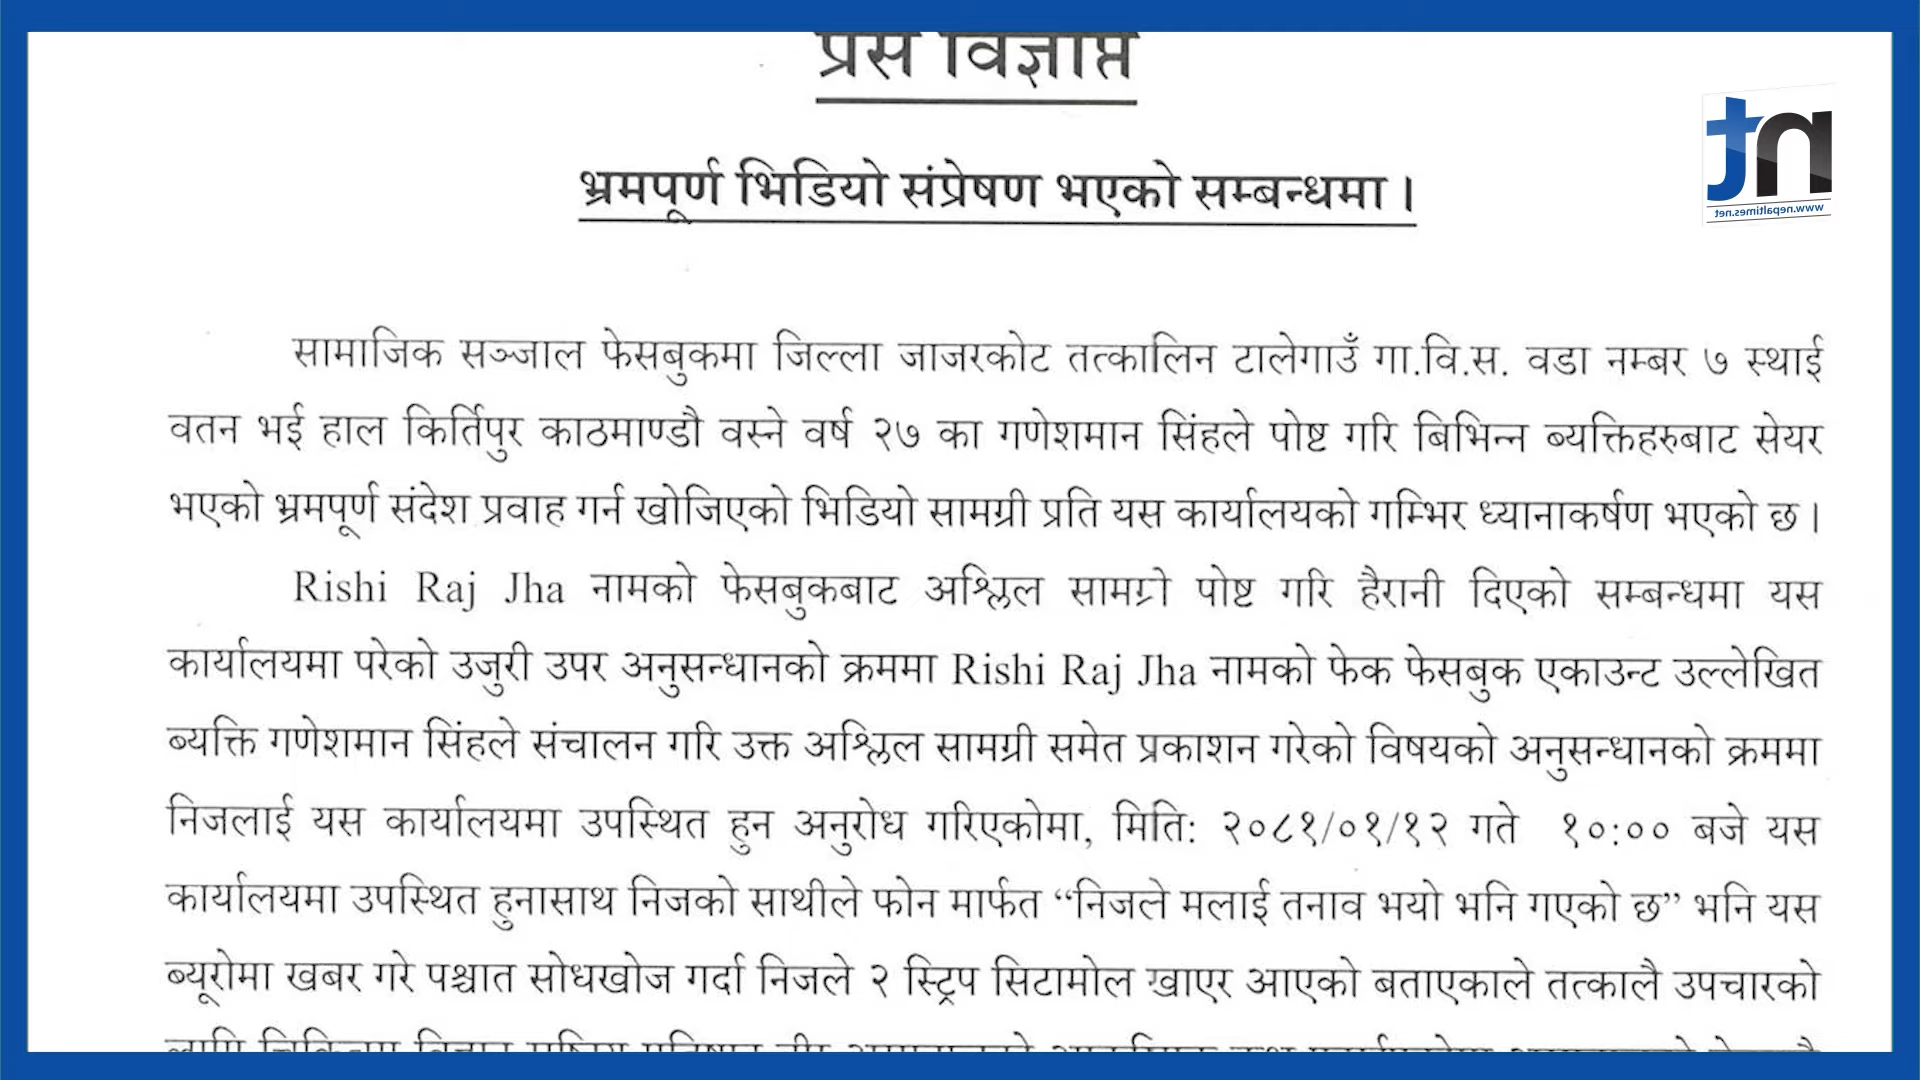 प्रेस विज्ञप्ति
भ्रमपूर्ण भिडियो संप्रेषण भएको सम्बन्धमा ।
सामाजिक सञ्जाल फेसबुकमा जिल्ला जाजरकोट तत्कालिन टालेगाउँ गा.वि.स. वडा नम्बर ७ स्थाई
वतन भई हाल किर्तिपुर काठमाण्डौ वस्ने वर्ष २७ का गणेशमान सिंहले पोष्ट गरि बिभिन्न ब्यक्तिहरुबाट सेयर
भएको भ्रमपूर्ण संदेश प्रवाह गर्न खोजिएको भिडियो सामग्री प्रति यस कार्यालयको गम्भिर ध्यानाकर्षण भएको छ ।
Rishi Raj Jha नामको फेसबुकबाट अश्लिल सामग्री पोष्ट गरि हैरानी दिएको सम्बन्धमा यस
कार्यालयमा परेको उजुरी उपर अनुसन्धानको क्रममा Rishi Raj Jha नामको फेक फेसबुक एकाउन्ट उल्लेखित
ब्यक्ति गणेशमान सिंहले संचालन गरि उक्त अश्लिल सामग्री समेत प्रकाशन गरेको विषयको अनुसन्धानको क्रममा
निजलाई यस कार्यालयमा उपस्थित हुन अनुरोध गरिएकोमा, मिति: २०८१/०१/१२ गते १०:०० बजे यस
कार्यालयमा उपस्थित हुनासाथ निजको साथीले फोन मार्फत “निजले मलाई तनाव भयो भनि गएको छ” भनि यस
ब्यूरोमा खबर गरे पश्चात सोधखोज गर्दा निजले २ स्ट्रिप सिटामोल खाएर आएको बताएकाले तत्कालै उपचारको
tn
www.nepaltimes.net